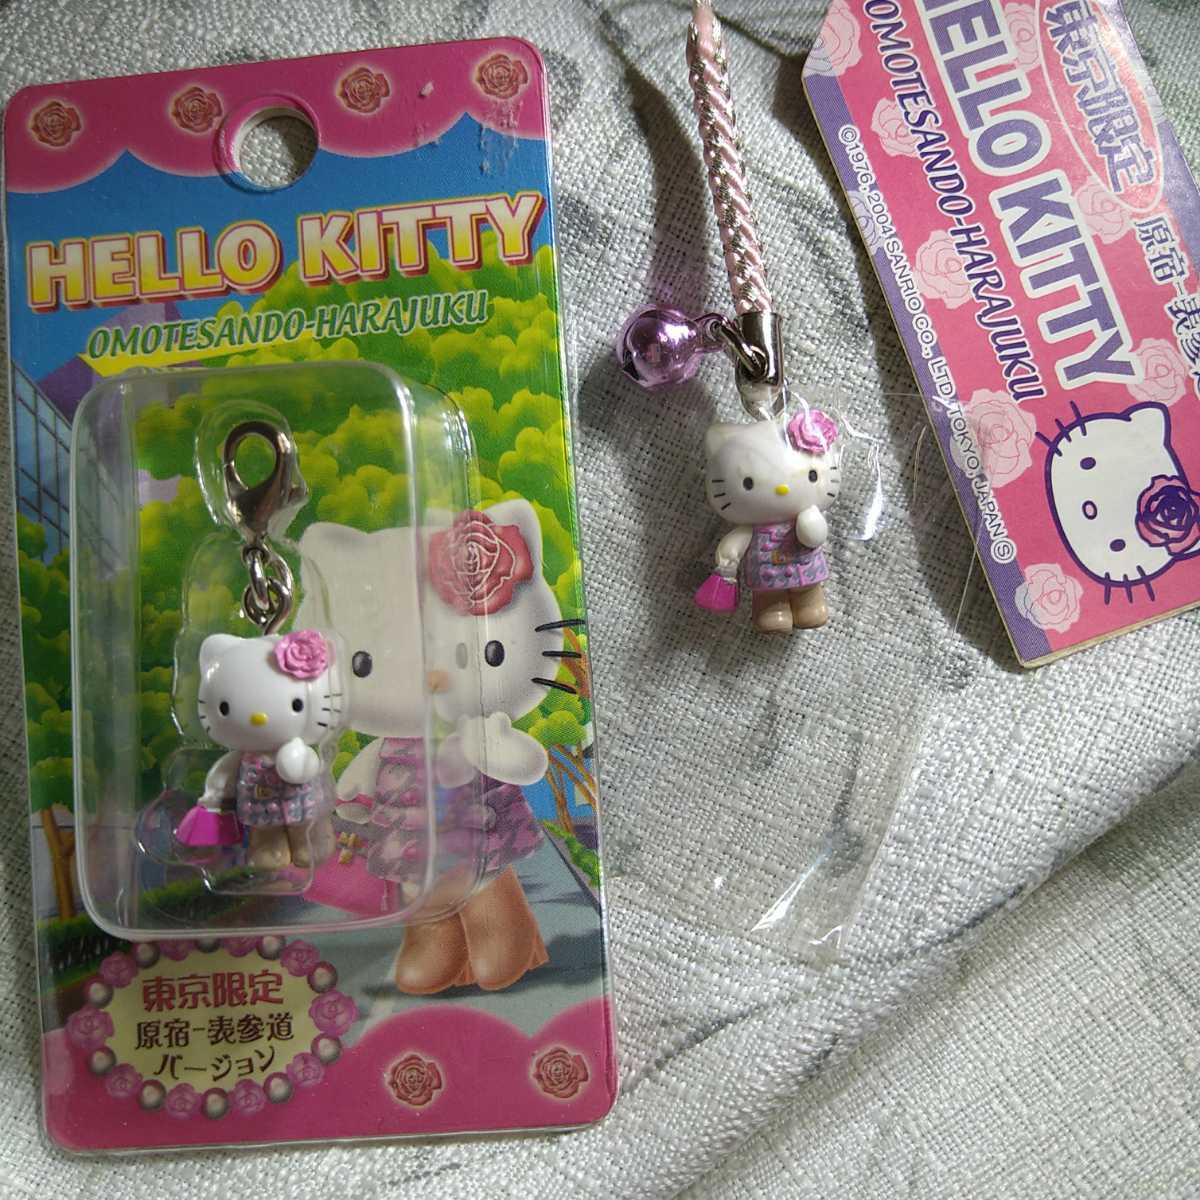 HELLO KITTY
OMOTESANDO-HARAJUKU
東京限定
原宿-表参道
バージョン
東京限定
HELLO KITTY
OMOTESANDO-HARAJUKU
©1976, 2004 SANRIO CO., LTD. TOKYO, JAPAN Ⓢ
原宿-表参